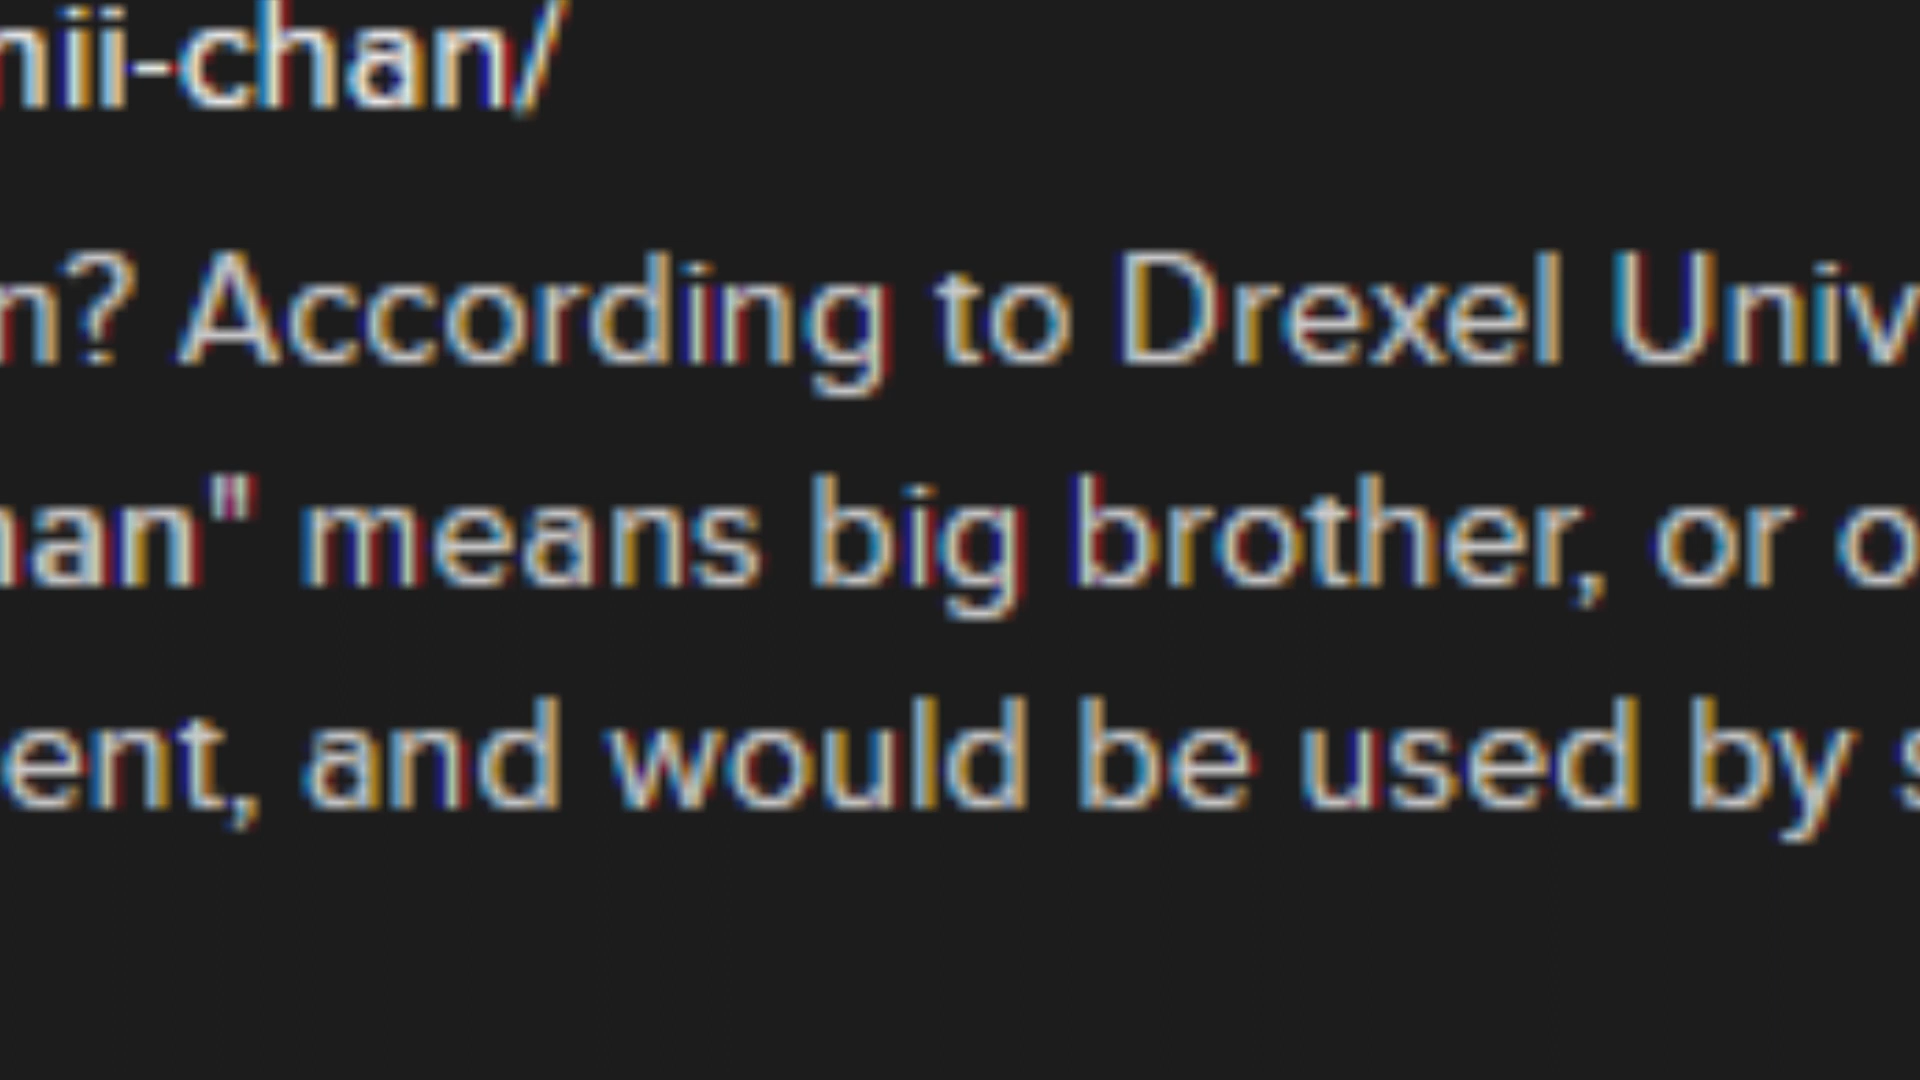 nii-chan/
n? According to Drexel Univ
han" means big brother, or o
ent, and would be used by s